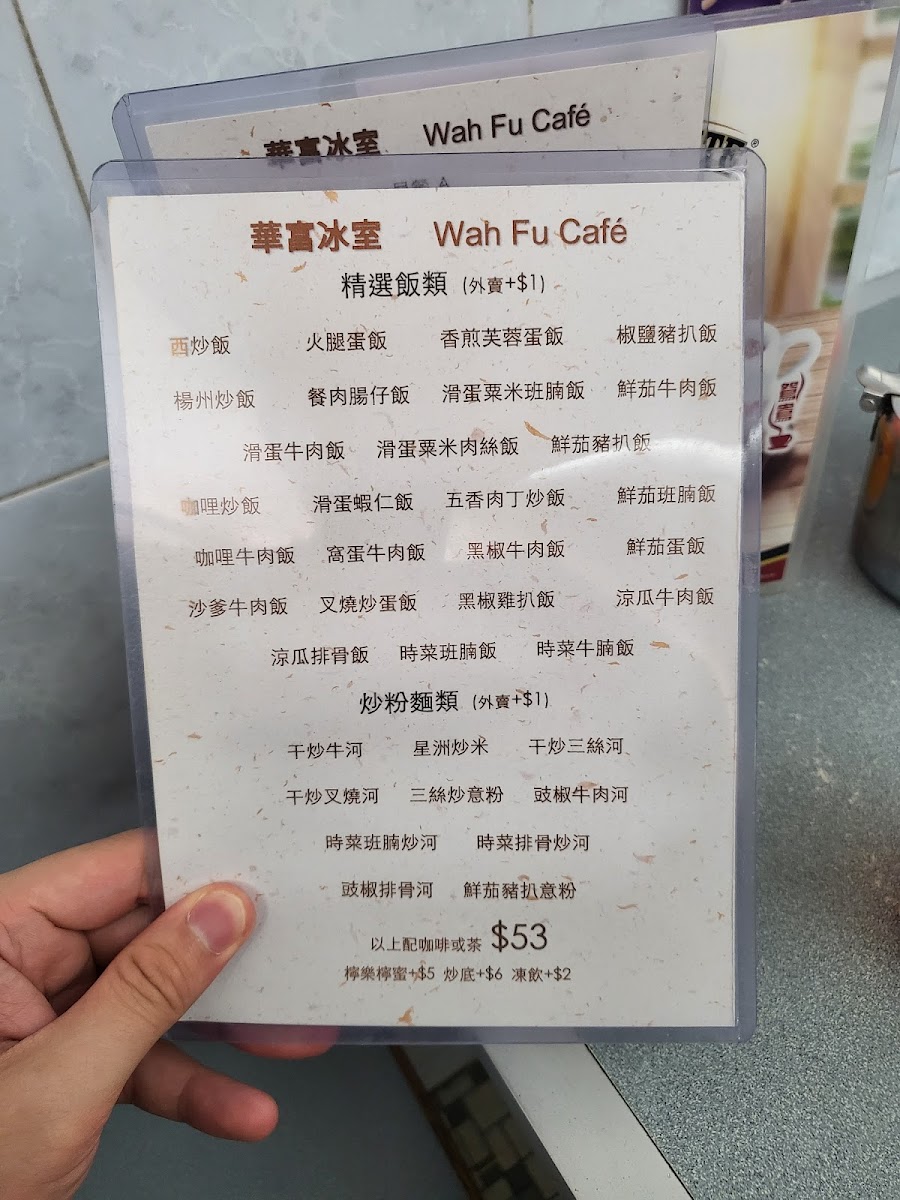 華富冰室 Wah Fu Café
華富冰室 Wah Fu Café
精選飯類 (外賣+$1)
西炒飯 火腿蛋飯 香煎芙蓉蛋飯 椒鹽豬扒飯
楊州炒飯 餐肉腸仔飯 滑蛋粟米班腩飯 鮮茄牛肉飯
滑蛋牛肉飯 滑蛋粟米肉絲飯 鮮茄豬扒飯
咖哩炒飯 滑蛋蝦仁飯 五香肉丁炒飯 鮮茄班腩飯
咖哩牛肉飯 窩蛋牛肉飯 黑椒牛肉飯 鮮茄蛋飯
沙爹牛肉飯 叉燒炒蛋飯 黑椒雞扒飯 涼瓜牛肉飯
涼瓜排骨飯 時菜班腩飯 時菜牛腩飯
炒粉麵類 (外賣+$1)
干炒牛河 星洲炒米 干炒三絲河
干炒叉燒河 三絲炒意粉 豉椒牛肉河
時菜班腩炒河 時菜排骨炒河
豉椒排骨河 鮮茄豬扒意粉
以上配咖啡或茶 $53
檸樂檸蜜+$5 炒底+$6 凍飲+$2